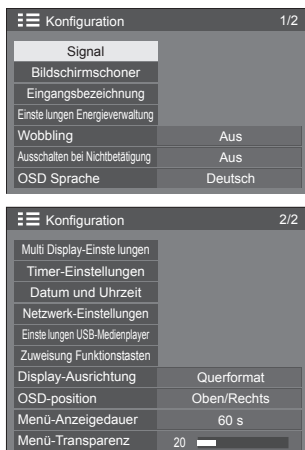 Konfiguration 1/2
Signal
Bildschirmschoner
Eingangsbezeichnung
Einste lungen Energieverwaltung
Wobbling Aus
Ausschalten bei Nichtbetätigung Aus
OSD Sprache Deutsch
Konfiguration 2/2
Multi Display-Einste lungen
Timer-Einstellungen
Datum und Uhrzeit
Netzwerk-Einstellungen
Einste lungen USB-Medienplayer
Zuweisung Funktionstasten
Display-Ausrichtung Querformat
OSD-position Oben/Rechts
Menü-Anzeigedauer 60 s
Menü-Transparenz 20